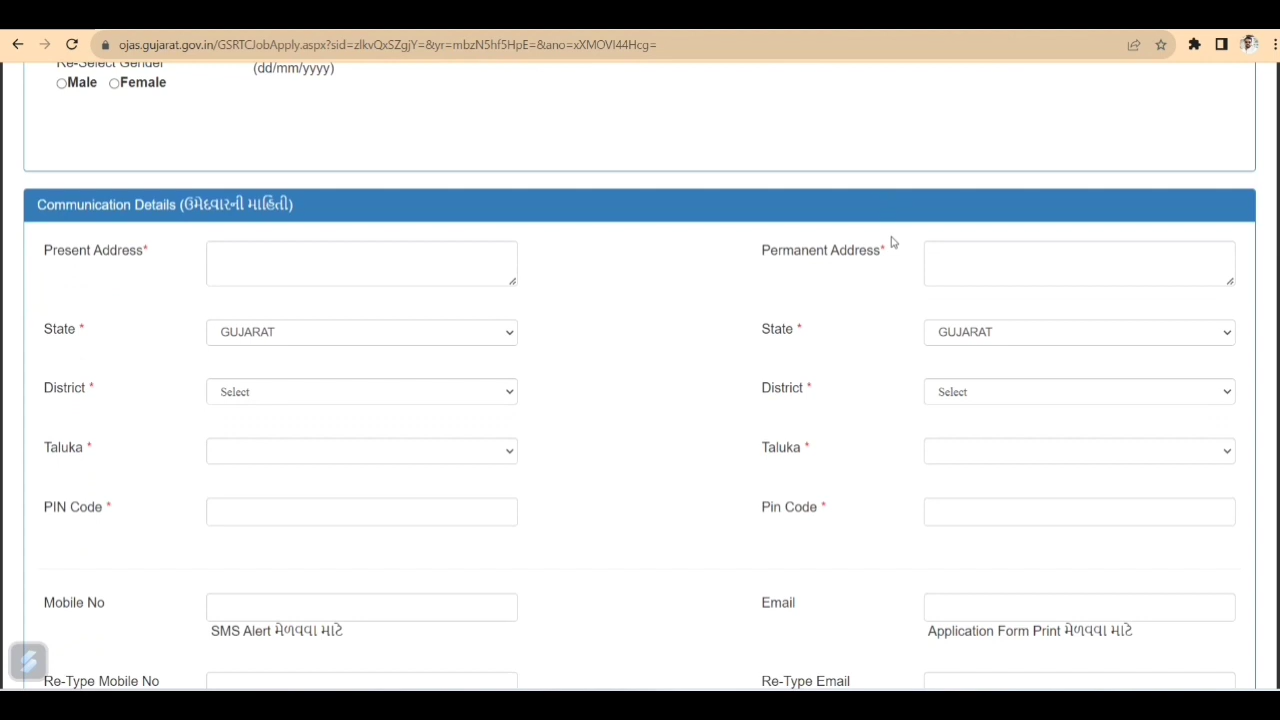 ojas.gujarat.gov.in/GSRTCJobApply.aspx?sid=zlkvQxSZgjY=&yr=mbzN5hf5HpE=&ano=xXMOVI44Hcg=
Re-Select Gender (dd/mm/yyyy)
Male Female
Communication Details (ઉમેદવારની માહિતી)
Present Address* Permanent Address*
State * GUJARAT State * GUJARAT
District * Select District * Select
Taluka * Taluka *
PIN Code * Pin Code *
Mobile No Email
SMS Alert મેળવવા માટે Application Form Print મેળવવા માટે
Re-Type Mobile No Re-Type Email